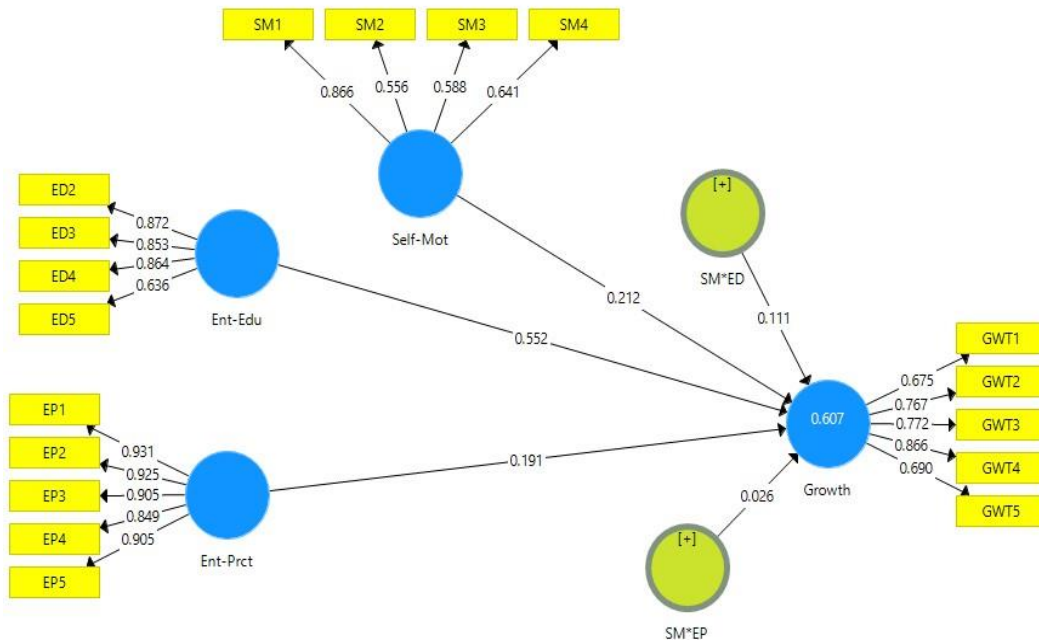 SM1 SM2 SM3 SM4
0.866 0.556 0.588 0.641
Self-Mot
ED2
ED3
ED4
ED5
0.872
0.853
0.864
0.636
Ent-Edu
[+]
SM*ED
0.212
0.111
0.552
EP1
EP2
EP3
EP4
EP5
0.931
0.925
0.905
0.849
0.905
Ent-Prct
0.191
0.607
Growth
0.675
0.767
0.772
0.866
0.690
GWT1
GWT2
GWT3
GWT4
GWT5
0.026
[+]
SM*EP